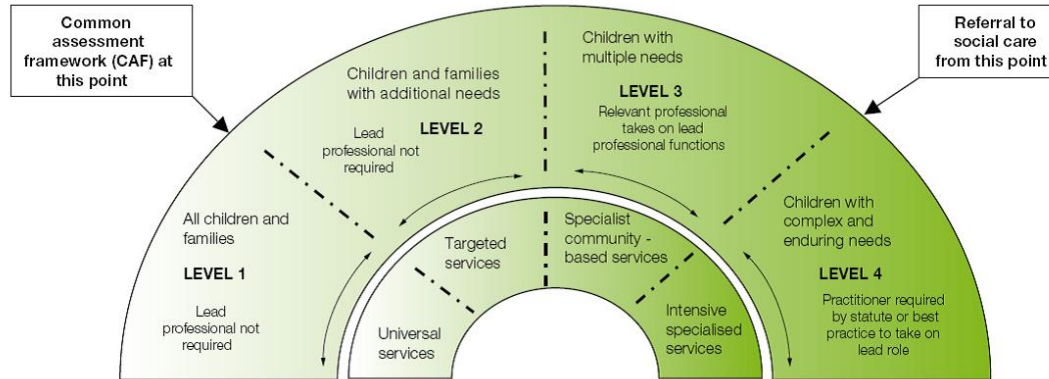 Common
assessment
framework (CAF) at
this point
Referral to
social care
from this point
All children and
families
LEVEL 1
Lead
professional not
required
Children and families
with additional needs
LEVEL 2
Lead
professional not
required
Children with
multiple needs
LEVEL 3
Relevant professional
takes on lead
professional functions
Children with
complex and
enduring needs
LEVEL 4
Practitioner required
by statute or best
practice to take on
lead role
Universal
services
Targeted
services
Specialist
community -
based services
Intensive
specialised
services